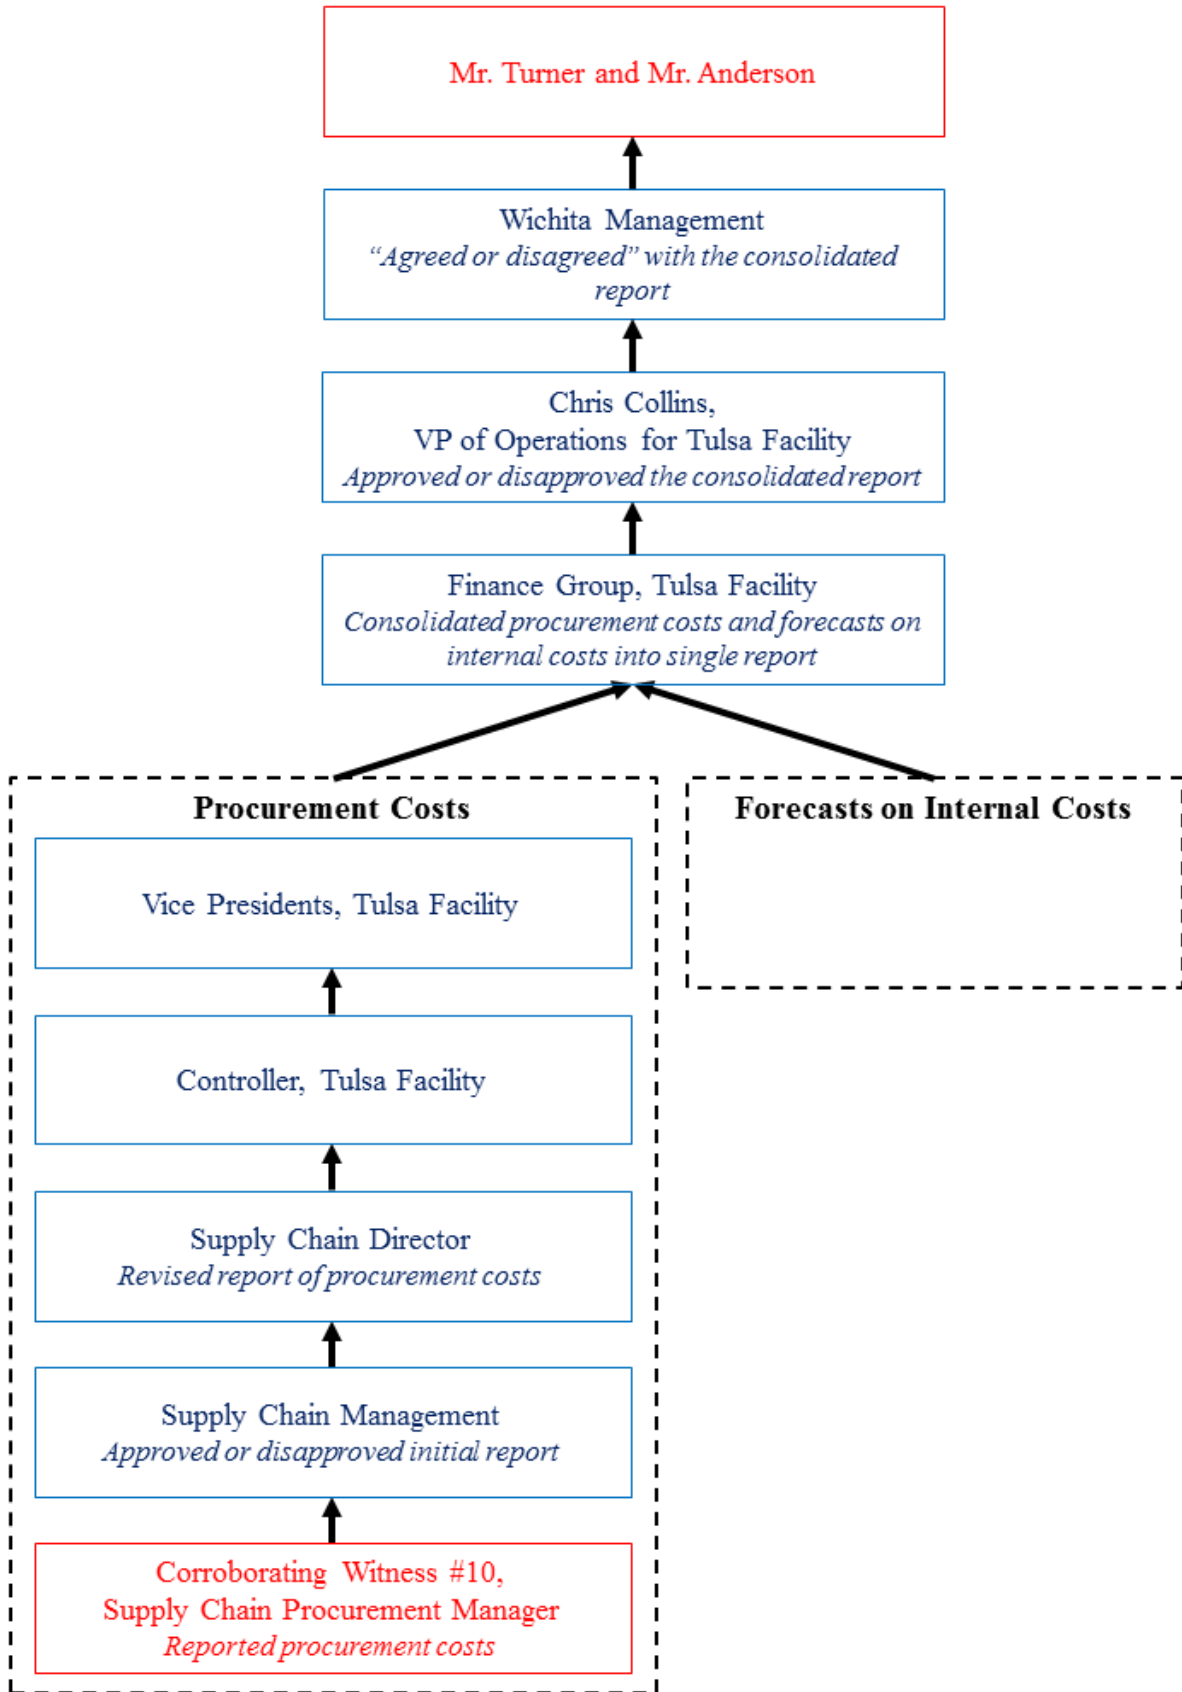 Mr. Turner and Mr. Anderson
Wichita Management
“Agreed or disagreed” with the consolidated
report
Chris Collins,
VP of Operations for Tulsa Facility
Approved or disapproved the consolidated report
Finance Group, Tulsa Facility
Consolidated procurement costs and forecasts on
internal costs into single report
Procurement Costs
Forecasts on Internal Costs
Vice Presidents, Tulsa Facility
Controller, Tulsa Facility
Supply Chain Director
Revised report of procurement costs
Supply Chain Management
Approved or disapproved initial report
Corroborating Witness #10,
Supply Chain Procurement Manager
Reported procurement costs